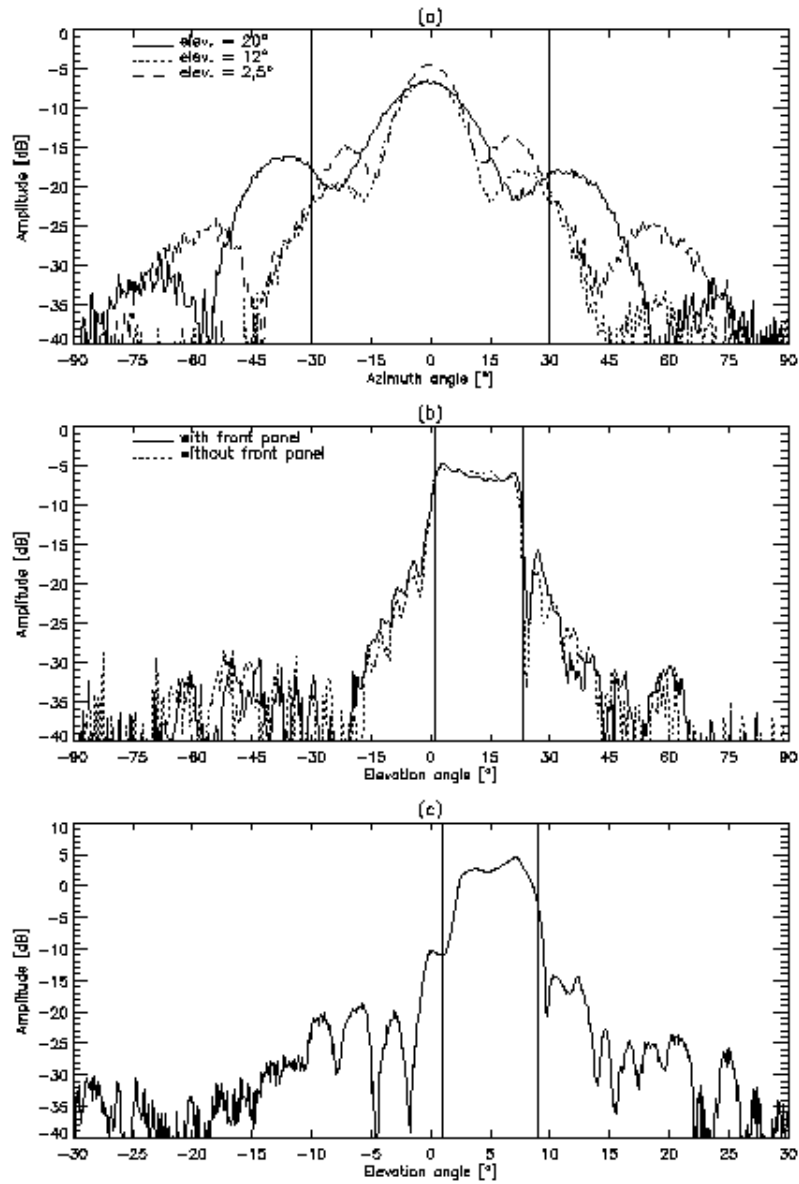 (a)
0
-5
-10
-15
-20
-25
-30
-35
-40
Amplitude [dB]
elev. = 20°
elev. = 12°
elev. = 2,5°
-90 -75 -60 -45 -30 -15 0 15 30 45 60 75 90
Azimuth angle [°]
(b)
0
-5
-10
-15
-20
-25
-30
-35
-40
Amplitude [dB]
with front panel
without front panel
-90 -75 -60 -45 -30 -15 0 15 30 45 60 75 90
Elevation angle [°]
(c)
10
5
0
-5
-10
-15
-20
-25
-30
-35
-40
Amplitude [dB]
-30 -25 -20 -15 -10 -5 0 5 10 15 20 25 30
Elevation angle [°]